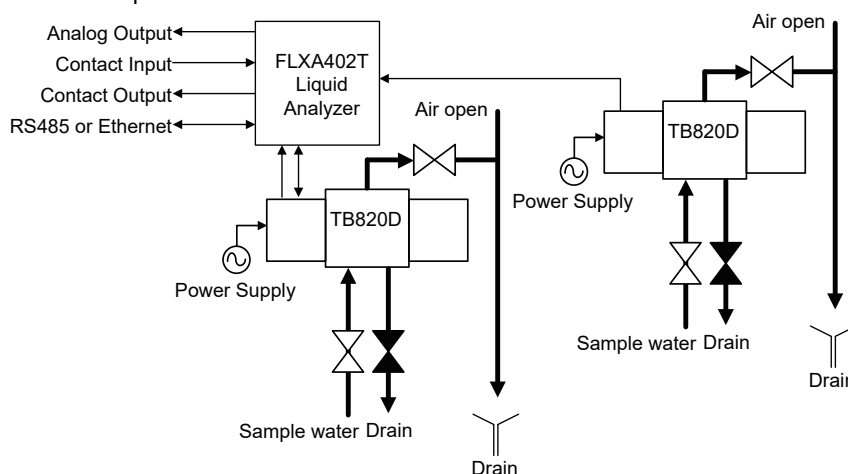 Analog Output
Contact Input
Contact Output
RS485 or Ethernet
FLXA402T
Liquid
Analyzer
Air open
TB820D
Power Supply
Sample water Drain
Drain
Air open
TB820D
Power Supply
Sample water Drain
Drain